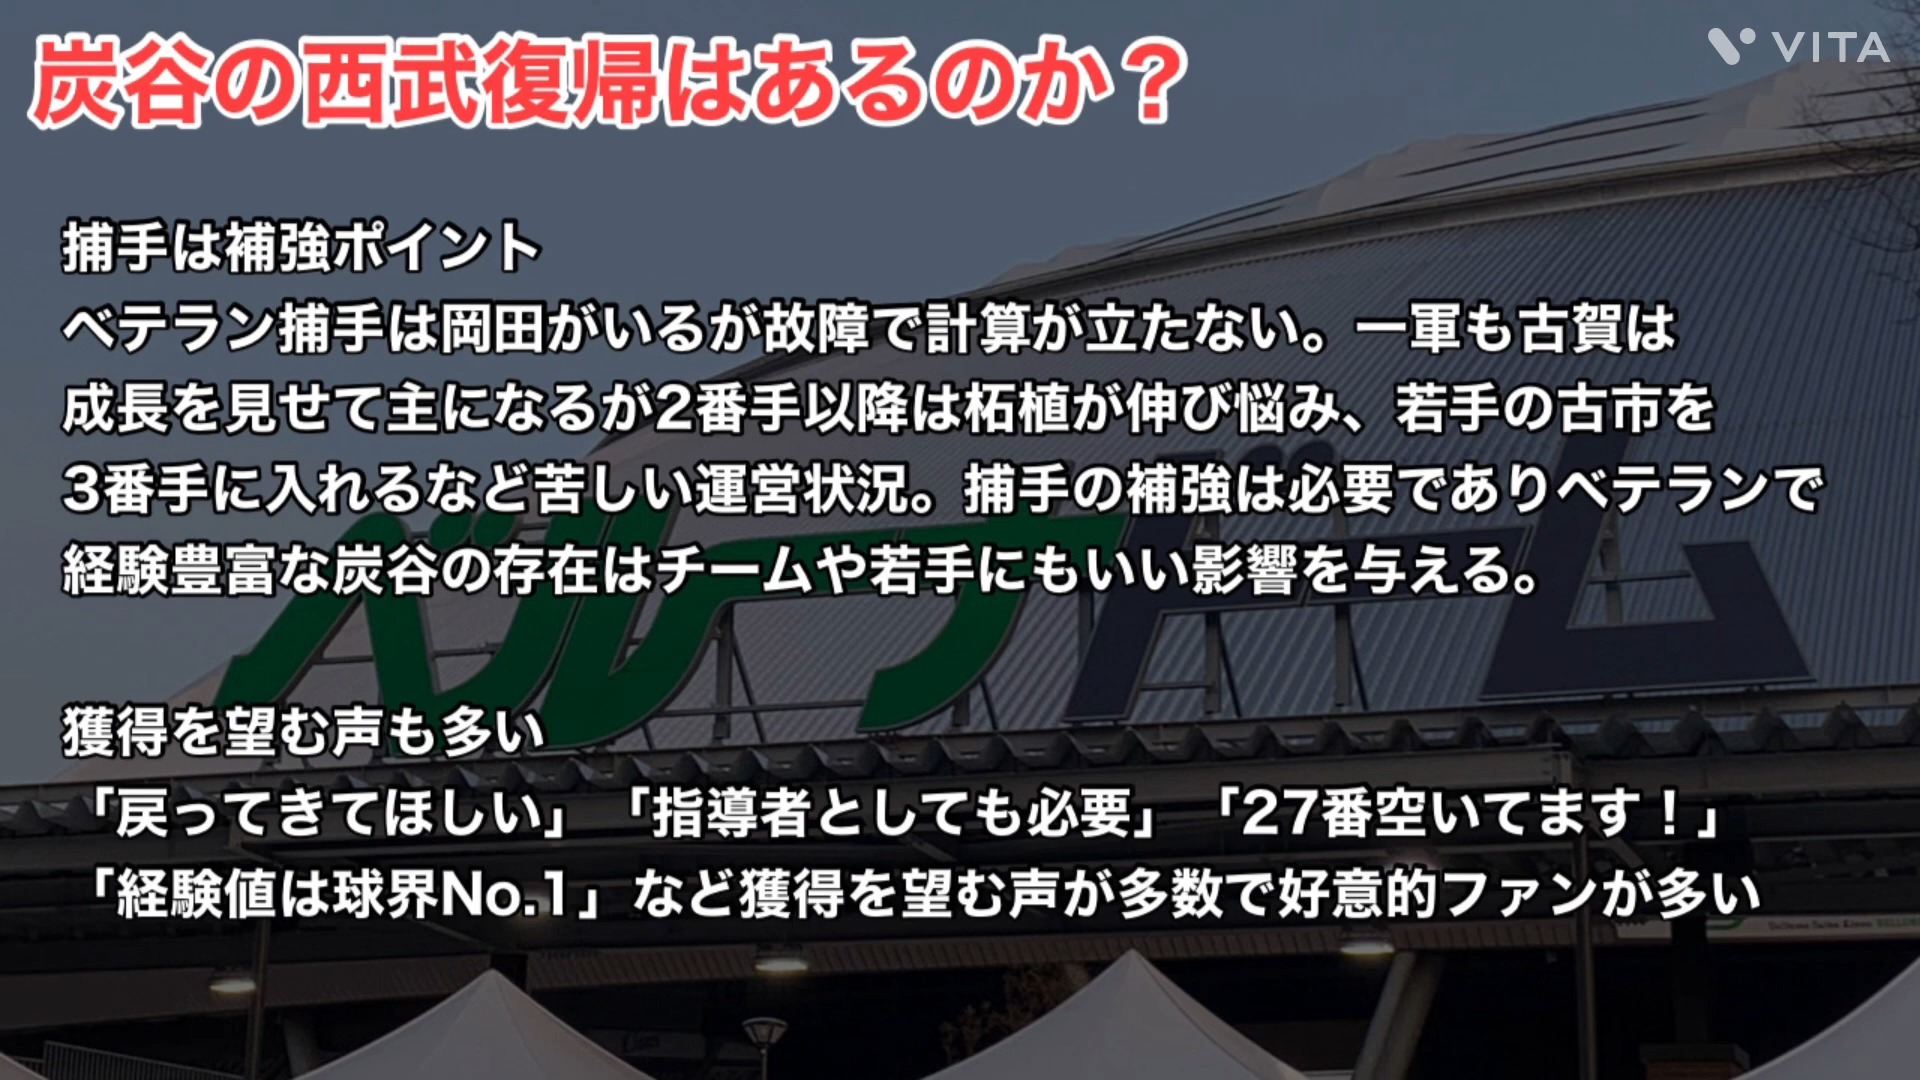 炭谷の西武復帰はあるのか？
VITA
捕手は補強ポイント
ベテラン捕手は岡田がいるが故障で計算が立たない。一軍も古賀は
成長を見せて主になるが2番手以降は柘植が伸び悩み、若手の古市を
3番手に入れるなど苦しい運営状況。捕手の補強は必要でありベテランで
経験豊富な炭谷の存在はチームや若手にもいい影響を与える。
ベルーナドーム
獲得を望む声も多い
「戻ってきてほしい」「指導者としても必要」「27番空いてます！」
「経験値は球界No.1」など獲得を望む声が多数で好意的ファンが多い